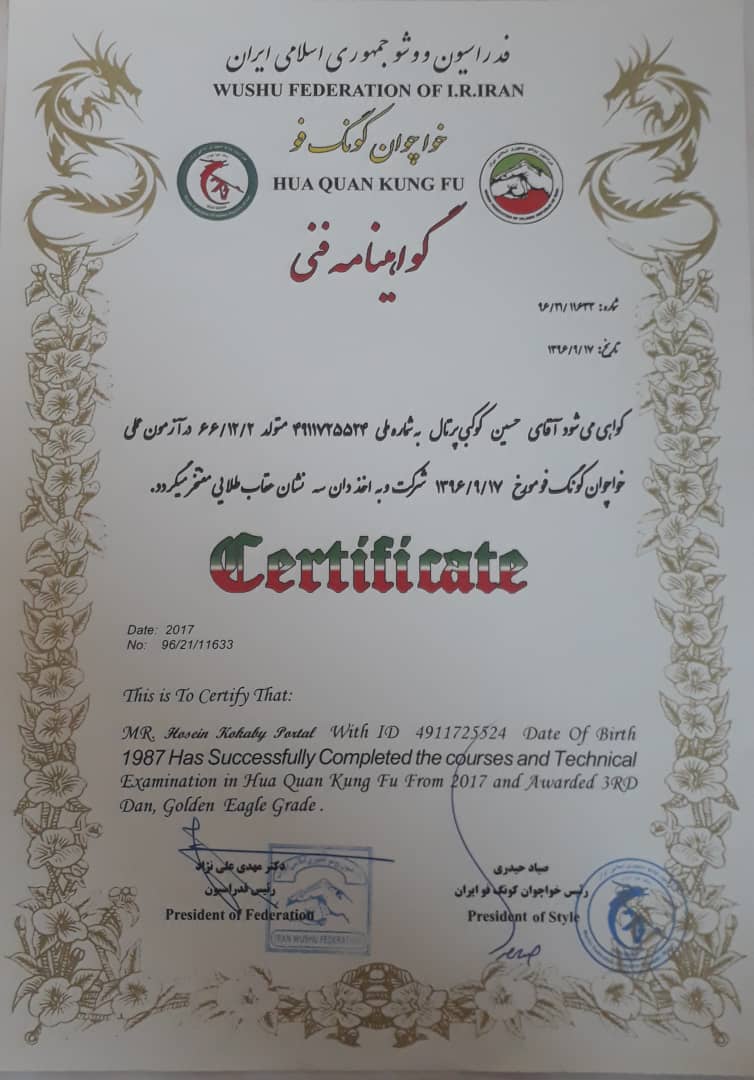 فدراسیون ووشو جمهوری اسلامی ایران
WUSHU FEDERATION OF I.R.IRAN
خواچوان کونگ فو
HUA QUAN KUNG FU
گواهینامه فنی
شماره: ۹۶/۲۱/۱۱۶۳۳
تاریخ: ۱۳۹۶/۹/۱۷
گواهی می شود آقای حسین کوکبی پرتال به شماره ملی ۴۹۱۱۷۲۵۵۲۴ متولد ۶۶/۱۲/۲ در آزمون عملی
خواچوان کونگ فو مورخ ۱۳۹۶/۹/۱۷ شرکت و به اخذ دان سه نشان عقاب طلایی مفتخر میگردد.
Certificate
Date: 2017
No: 96/21/11633
This is To Certify That:
MR. Hosein Kokaby Portal With ID 4911725524 Date Of Birth
1987 Has Successfully Completed the courses and Technical
Examination in Hua Quan Kung Fu From 2017 and Awarded 3RD
Dan, Golden Eagle Grade .
دکتر مهدی علی نژاد
رئیس فدراسیون
President of Federation
IRAN WUSHU FEDERATION
صیاد حیدری
رئیس خواچوان کونگ فو ایران
President of Style